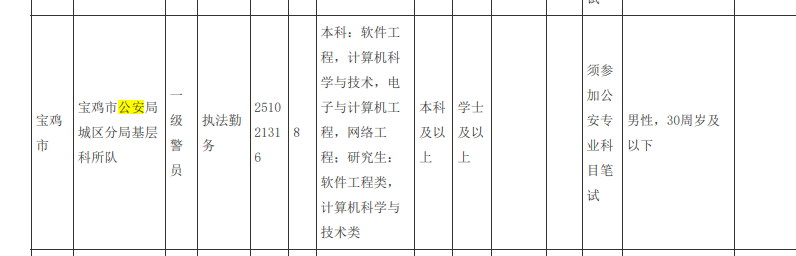 试
宝鸡
市
宝鸡市公安局
城区分局基层
科所队
一
级
警
员
执法勤
务
2510
2131
6
8
本科：软件工
程，计算机科
学与技术，电
子与计算机工
程，网络工
程；研究生：
软件工程类，
计算机科学与
技术类
本科
及以
上
学士
及以
上
须参
加公
安专
业科
目笔
试
男性，30周岁及
以下